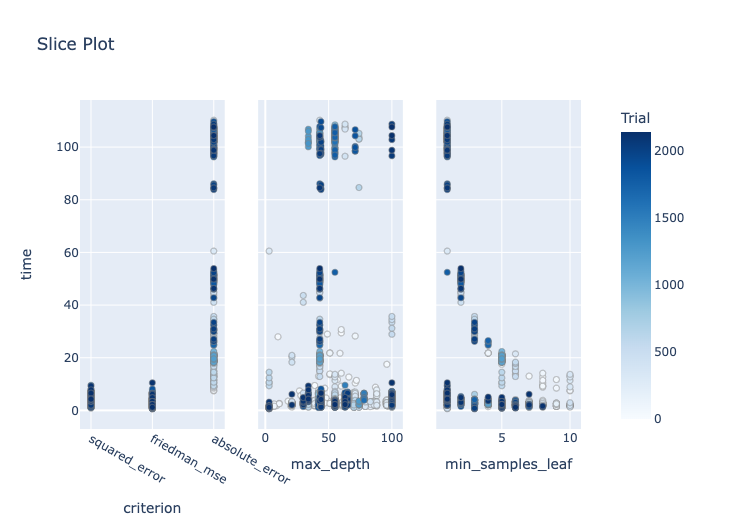 Slice Plot
Trial
time
100
80
60
40
20
0
2000
1500
1000
500
0
squared_error
friedman_mse
absolute_error
0
50
100
5
10
criterion
max_depth
min_samples_leaf